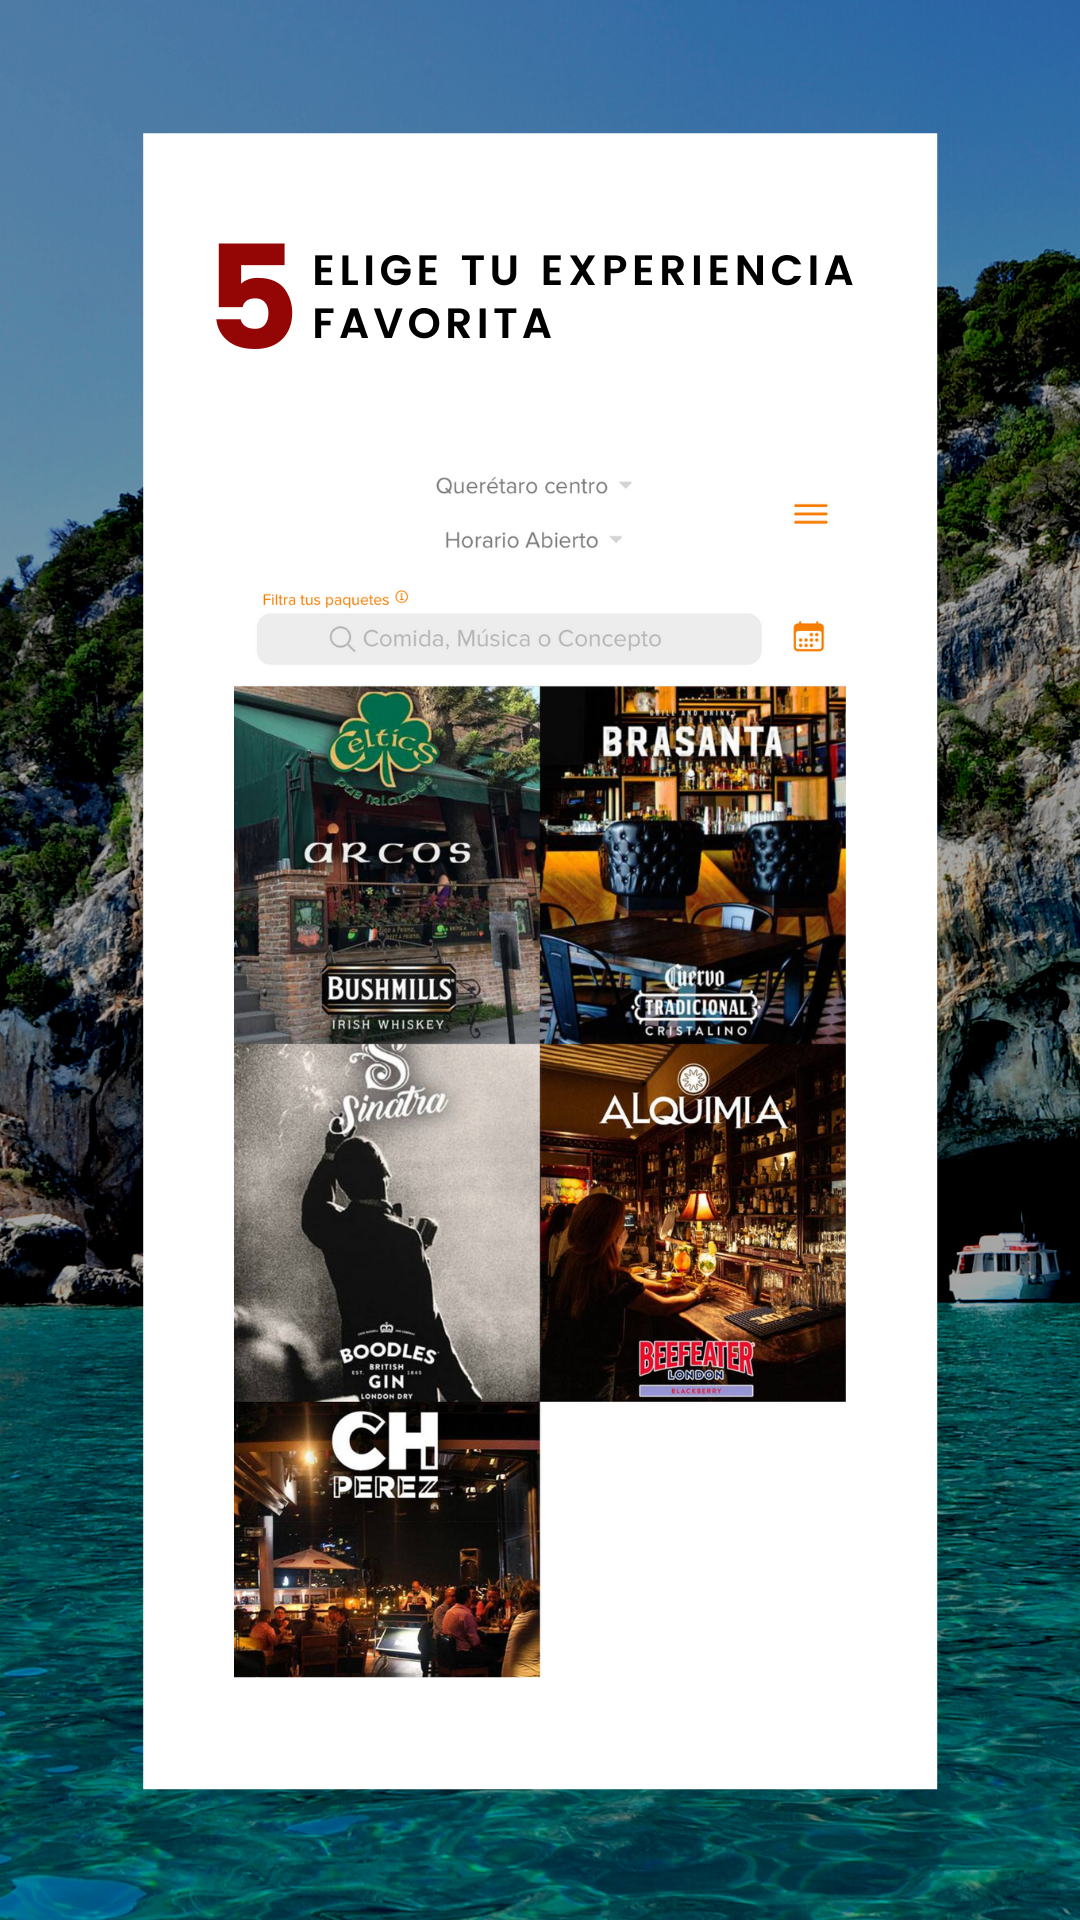 5 ELIGE TU EXPERIENCIA
FAVORITA
Querétaro centro
Horario Abierto
Filtra tus paquetes
Comida, Música o Concepto
Celtics
PUB IRLANDÉS
ARCOS
BUSHMILLS
IRISH WHISKEY
BRASANTA
Cuervo
TRADICIONAL
CRISTALINO
S
Sinatra
BOODLES
BRITISH
EST. 1845
GIN
LONDON DRY
ALQUIMIA
BEEFEATER
LONDON
BLACKBERRY
CH
PEREZ